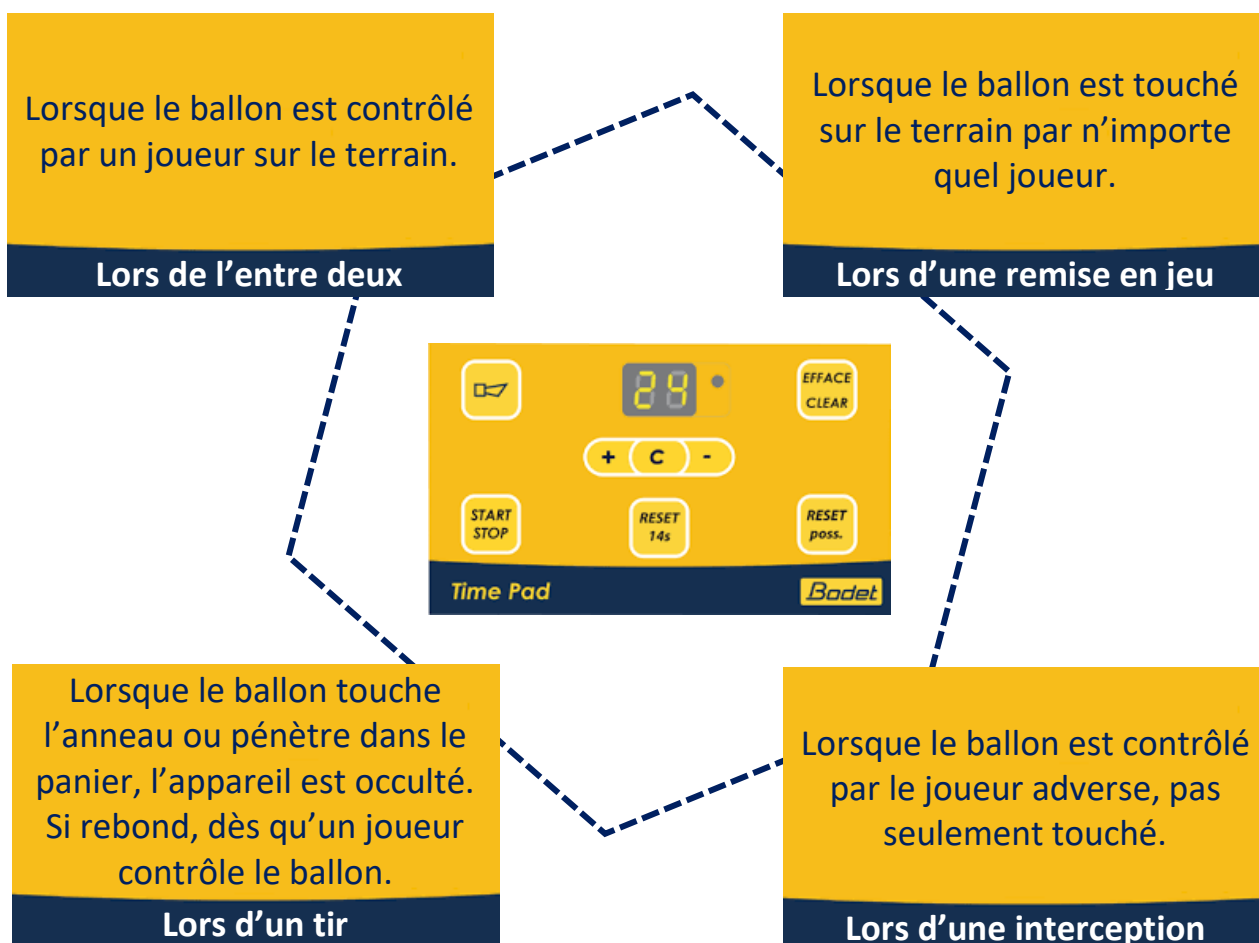 Lorsque le ballon est contrôlé
par un joueur sur le terrain.
Lors de l’entre deux
Lorsque le ballon est touché
sur le terrain par n’importe
quel joueur.
Lors d’une remise en jeu
24
EFFACE
CLEAR
+ C -
START
STOP
RESET
14s
RESET
poss.
Time Pad
Bodet
Lorsque le ballon touche
l’anneau ou pénètre dans le
panier, l’appareil est occulté.
Si rebond, dès qu’un joueur
contrôle le ballon.
Lors d’un tir
Lorsque le ballon est contrôlé
par le joueur adverse, pas
seulement touché.
Lors d’une interception